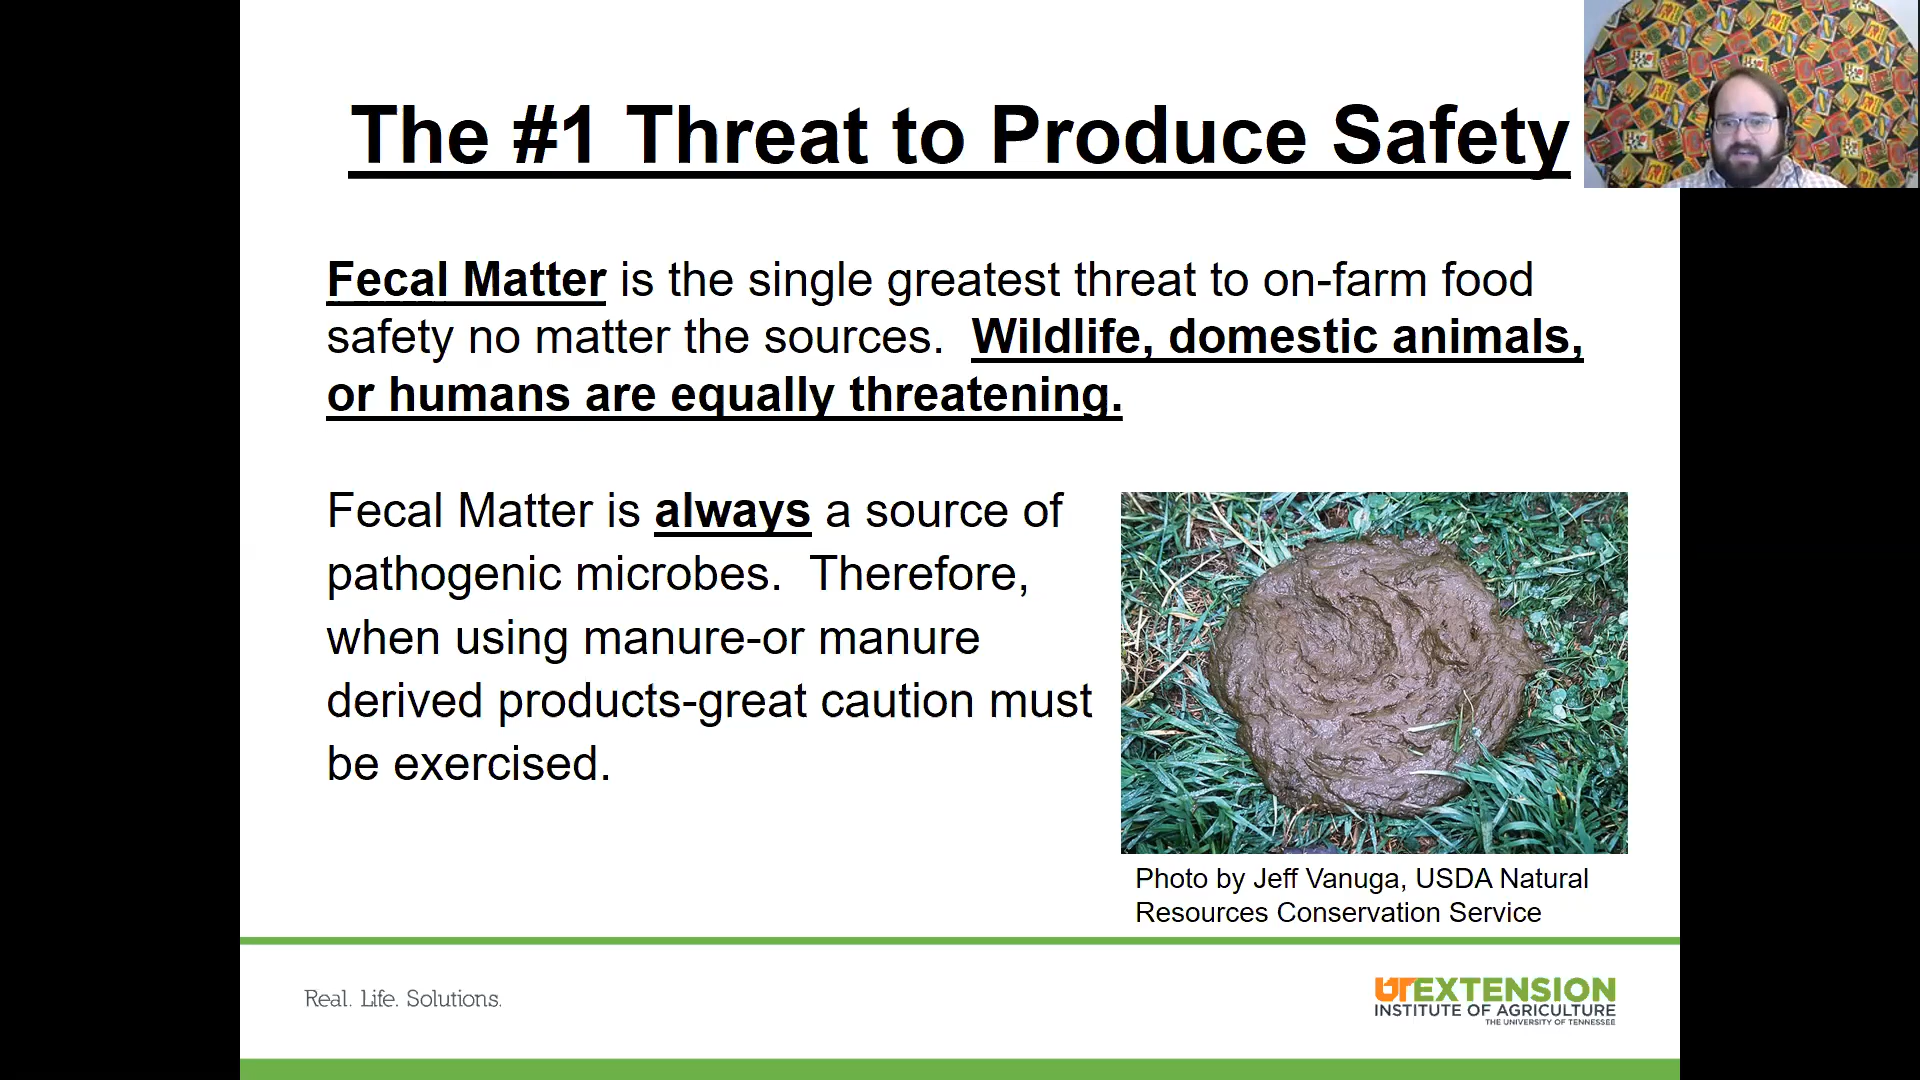 The #1 Threat to Produce Safety
Fecal Matter is the single greatest threat to on-farm food
safety no matter the sources.  Wildlife, domestic animals,
or humans are equally threatening.
Fecal Matter is always a source of
pathogenic microbes.  Therefore,
when using manure-or manure
derived products-great caution must
be exercised.
Photo by Jeff Vanuga, USDA Natural
Resources Conservation Service
Real. Life. Solutions.
UTEXTENSION
INSTITUTE OF AGRICULTURE
THE UNIVERSITY OF TENNESSEE